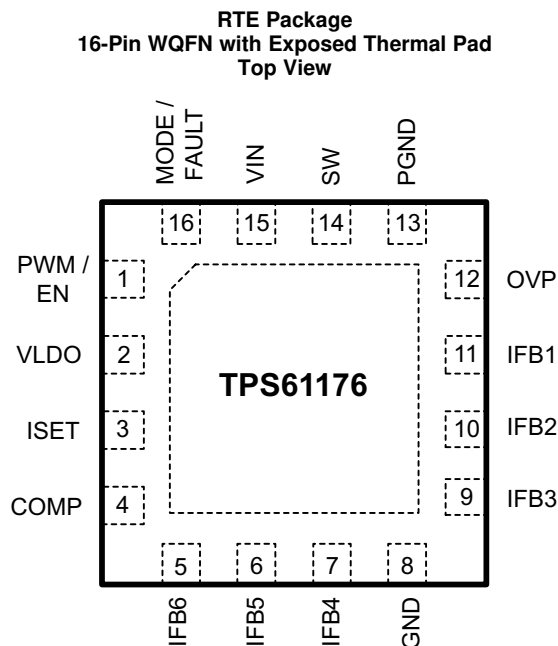 RTE Package
16-Pin WQFN with Exposed Thermal Pad
Top View
MODE /
FAULT
VIN
SW
PGND
16
15
14
13
PWM /
EN
1
12
OVP
VLDO
2
11
IFB1
TPS61176
ISET
3
10
IFB2
COMP
4
9
IFB3
5
6
7
8
IFB6
IFB5
IFB4
GND